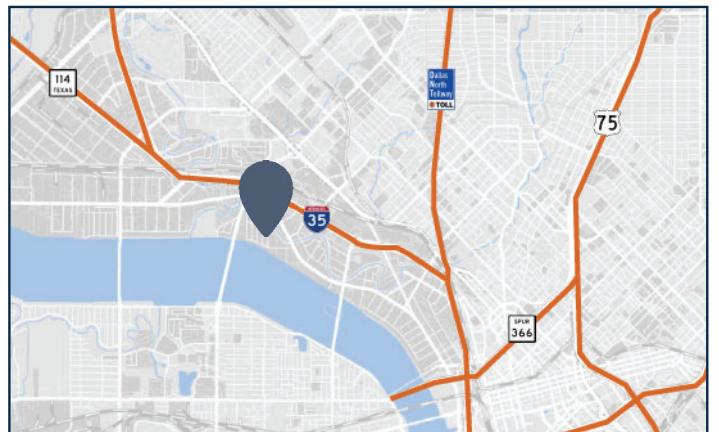 114
TEXAS
Dallas
North
Tollway
TOLL
75
35
SPUR
366